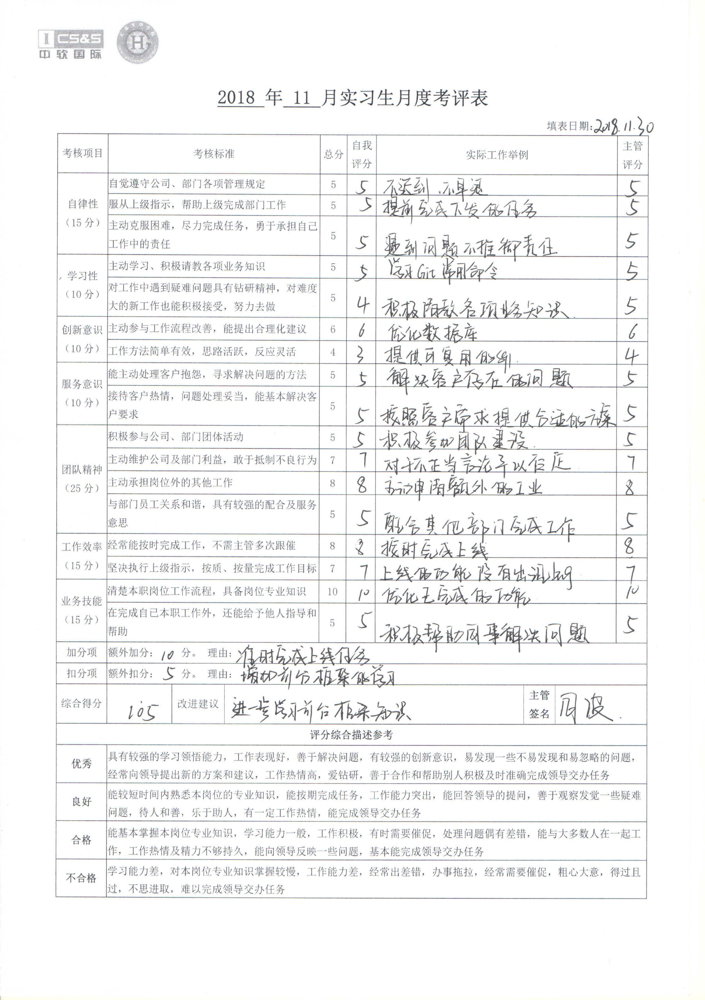 I CS&S
中软国际
H
2018 年 11 月实习生月度考评表
填表日期:2018.11.30
考核项目 考核标准 总分 自我评分 实际工作举例 主管评分
自律性（15 分）
自觉遵守公司、部门各项管理规定 5 5 不迟到、不早退 5
服从上级指示，帮助上级完成部门工作 5 5 提前完成下发的任务 5
主动克服困难，尽力完成任务，勇于承担自己
工作中的责任 5 5 遇到问题不推卸责任 5
学习性（10 分）
主动学习、积极请教各项业务知识 5 5 学习Git常用命令 5
对工作中遇到疑难问题具有钻研精神，对难度
大的新工作也能积极接受，努力去做 5 4 积极请教各项业务知识. 5
创新意识（10 分）
主动参与工作流程改善，能提出合理化建议 6 6 优化数据库 6
工作方法简单有效，思路活跃，反应灵活 4 3 提供可复用的 4
服务意识（10 分）
能主动处理客户抱怨，寻求解决问题的方法 5 5 解决客户存在的问题 5
接待客户热情，问题处理妥当，能基本解决客
户要求 5 5 按照客户需求提供合适的方案 5
团队精神（25 分）
积极参与公司、部门团体活动 5 5 积极参加团队建设. 5
主动维护公司及部门利益，敢于抵制不良行为 7 7 对于不正当言论予以否定 7
主动承担岗位外的其他工作 8 8 主动申请额外的工业 8
与部门员工关系和谐，具有较强的配合及服务
意思 5 5 配合其他部门完成工作 5
工作效率（15 分）
经常能按时完成工作，不需主管多次跟催 8 8 按时完成上线 8
坚决执行上级指示，按质、按量完成工作目标 7 7 上线的功能没有出现bug 7
业务技能（15 分）
清楚本职岗位工作流程，具备岗位专业知识 10 10 优化已完成的功能 10
在完成自已本职工作外，还能给予他人指导和
帮助 5 5 积极帮助同事解决问题 5
加分项 额外加分：10 分。 理由：准时完成上线任务
扣分项 额外扣分：5 分。 理由：增加前台框架的学习
综合得分 105 改进建议 进一步学习前台框架知识 主管签名 周波.
评分综合描述参考
优秀
具有较强的学习领悟能力，工作表现好，善于解决问题，有较强的创新意识，易发现一些不易发现和易忽略的问题，
经常向领导提出新的方案和建议，工作热情高，爱钻研，善于合作和帮助别人积极及时准确完成领导交办任务
良好
能较短时间内熟悉本岗位的专业知识，能按期完成任务，工作能力突出，能回答领导的提问，善于观察发觉一些疑难
问题，待人和善，乐于助人，有一定工作热情，能完成领导交办任务
合格
能基本掌握本岗位专业知识，学习能力一般，工作积极，有时需要催促，处理问题偶有差错，能与大多数人在一起工
作，工作热情及精力不够持久，能向领导反映一些问题，基本能完成领导交办任务
不合格
学习能力差，对本岗位专业知识掌握较慢，工作能力差，经常出差错，办事拖拉，经常需要催促，粗心大意，得过且
过，不思进取，难以完成领导交办任务